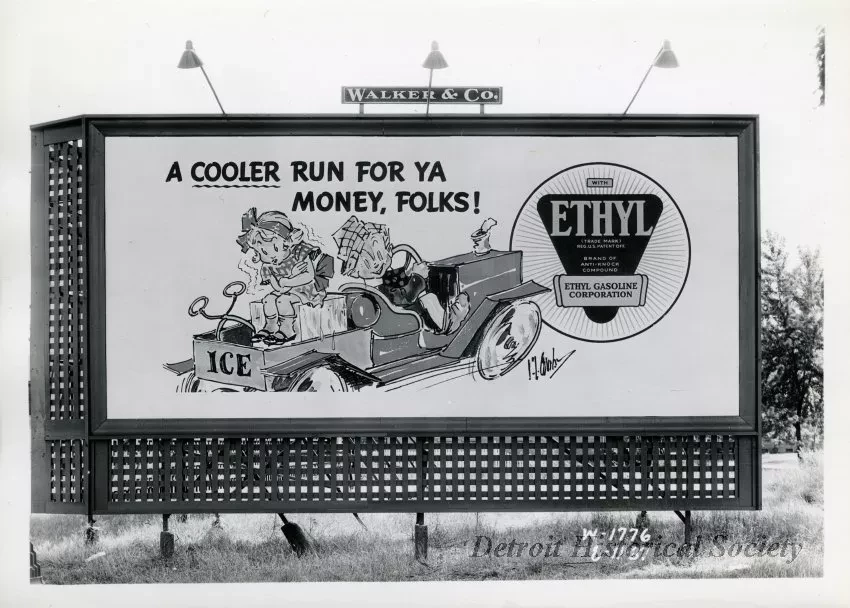 WALKER & CO.
A COOLER RUN FOR YA
MONEY, FOLKS!
WITH
ETHYL
(TRADE MARK)
REG. U.S. PATENT OFF.
BRAND OF
ANTI-KNOCK
COMPOUND
ETHYL GASOLINE
CORPORATION
ICE
W-1776
Detroit Historical Society